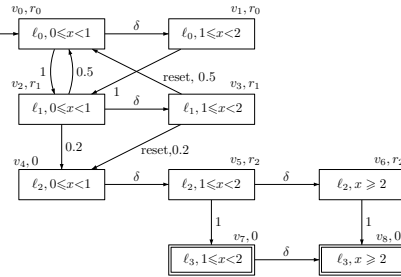 v₀, r₀
v₁, r₀
ℓ₀, 0⩽x<1
δ
ℓ₀, 1⩽x<2
1
0.5
reset, 0.5
v₂, r₁
1
v₃, r₁
ℓ₁, 0⩽x<1
δ
ℓ₁, 1⩽x<2
0.2
reset,0.2
v₄, 0
v₅, r₂
v₆, r₂
ℓ₂, 0⩽x<1
δ
ℓ₂, 1⩽x<2
δ
ℓ₂, x ⩾ 2
1
1
v₇, 0
v₈, 0
ℓ₃, 1⩽x<2
δ
ℓ₃, x ⩾ 2